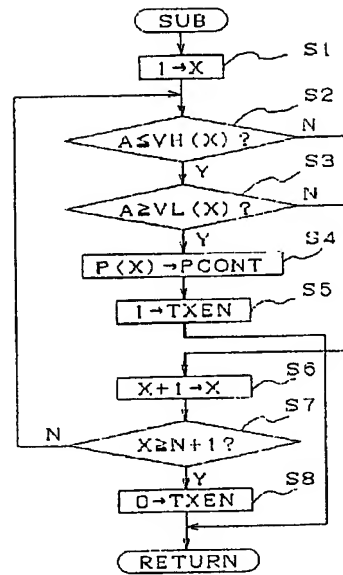 SUB
S1
1→X
S2
A≦VH(X)?
N
Y
S3
A≧VL(X)?
N
Y
S4
P(X)→PCONT
S5
1→TXEN
S6
X+1→X
S7
N
X≧N+1?
Y
S8
0→TXEN
RETURN